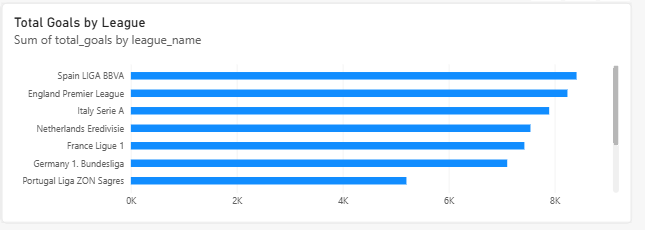 Total Goals by League
Sum of total_goals by league_name
Spain LIGA BBVA
England Premier League
Italy Serie A
Netherlands Eredivisie
France Ligue 1
Germany 1. Bundesliga
Portugal Liga ZON Sagres
0K 2K 4K 6K 8K